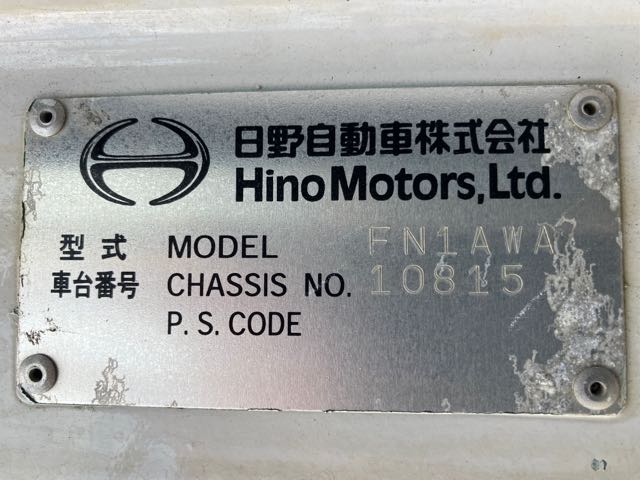 日野自動車株式会社
Hino Motors, Ltd.
型式 MODEL FN1AWA
車台番号 CHASSIS NO. 10815
P.S. CODE